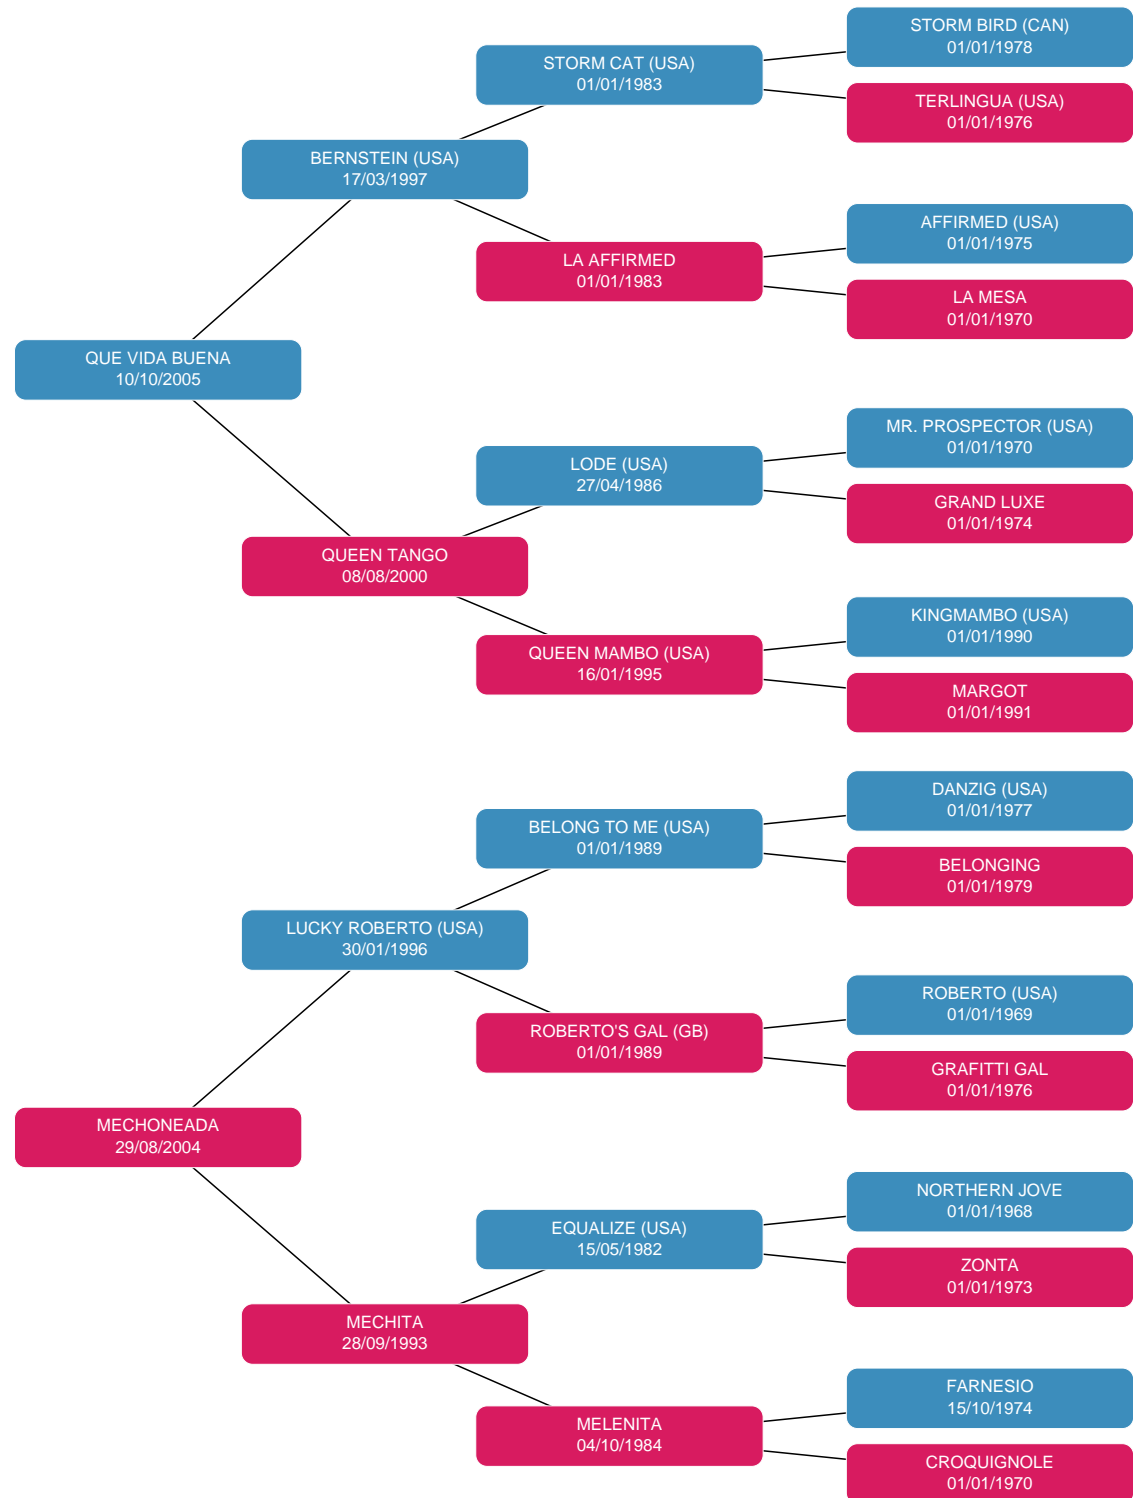 STORM BIRD (CAN)
01/01/1978
STORM CAT (USA)
01/01/1983
TERLINGUA (USA)
01/01/1976
BERNSTEIN (USA)
17/03/1997
AFFIRMED (USA)
01/01/1975
LA AFFIRMED
01/01/1983
LA MESA
01/01/1970
QUE VIDA BUENA
10/10/2005
MR. PROSPECTOR (USA)
01/01/1970
LODE (USA)
27/04/1986
GRAND LUXE
01/01/1974
QUEEN TANGO
08/08/2000
KINGMAMBO (USA)
01/01/1990
QUEEN MAMBO (USA)
16/01/1995
MARGOT
01/01/1991
DANZIG (USA)
01/01/1977
BELONG TO ME (USA)
01/01/1989
BELONGING
01/01/1979
LUCKY ROBERTO (USA)
30/01/1996
ROBERTO (USA)
01/01/1969
ROBERTO'S GAL (GB)
01/01/1989
GRAFITTI GAL
01/01/1976
MECHONEADA
29/08/2004
NORTHERN JOVE
01/01/1968
EQUALIZE (USA)
15/05/1982
ZONTA
01/01/1973
MECHITA
28/09/1993
FARNESIO
15/10/1974
MELENITA
04/10/1984
CROQUIGNOLE
01/01/1970